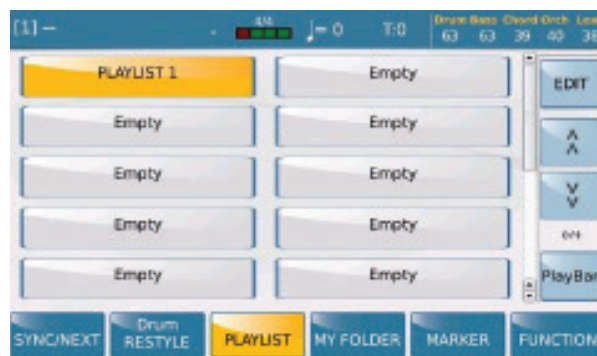 [1] --
4/4
♩= 0
T:0
Drum Bass Chord Orch
63 63 39 40 38
PLAYLIST 1
Empty
EDIT
Empty
Empty
Empty
Empty
Empty
Empty
Empty
Empty
PlayBar
SYNC/NEXT
Drum
RESTYLE
PLAYLIST
MY FOLDER
MARKER
FUNCTION